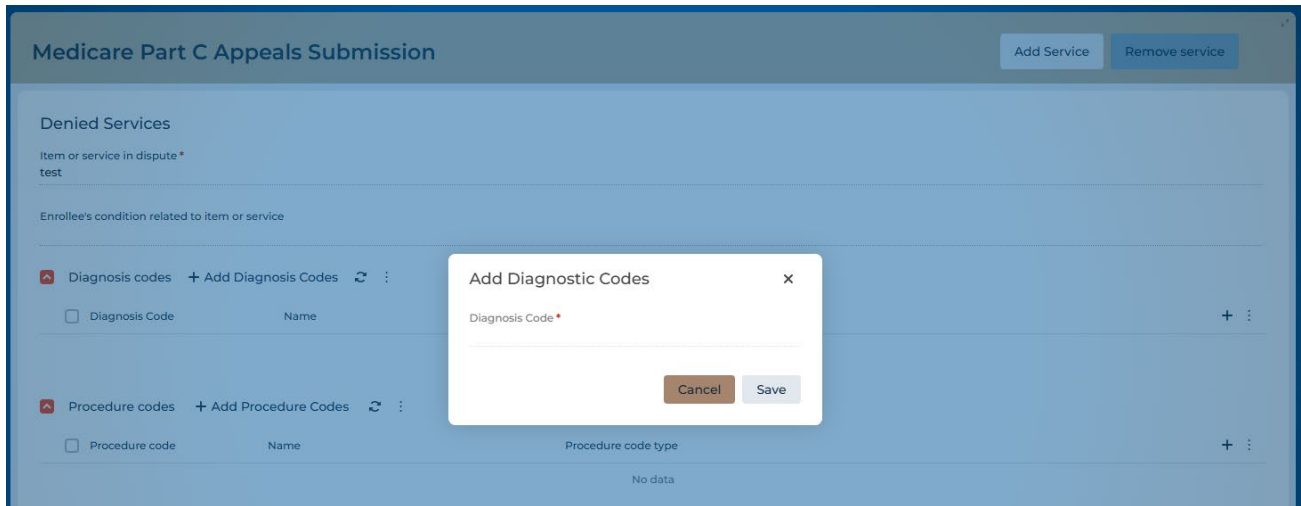 Medicare Part C Appeals Submission
Add Service
Remove service
Denied Services
Item or service in dispute *
test
Enrollee's condition related to item or service
Diagnosis codes + Add Diagnosis Codes
Diagnosis Code Name
Add Diagnostic Codes
Diagnosis Code *
Cancel Save
Procedure codes + Add Procedure Codes
Procedure code Name Procedure code type
No data